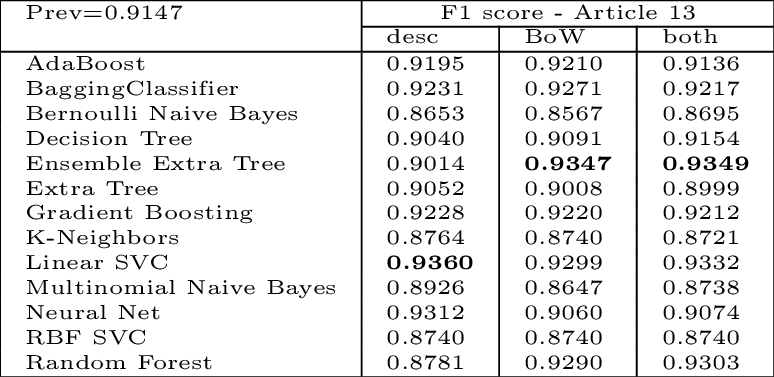 Prev=0.9147 F1 score - Article 13
desc BoW both
AdaBoost 0.9195 0.9210 0.9136
BaggingClassifier 0.9231 0.9271 0.9217
Bernoulli Naive Bayes 0.8653 0.8567 0.8695
Decision Tree 0.9040 0.9091 0.9154
Ensemble Extra Tree 0.9014 0.9347 0.9349
Extra Tree 0.9052 0.9008 0.8999
Gradient Boosting 0.9228 0.9220 0.9212
K-Neighbors 0.8764 0.8740 0.8721
Linear SVC 0.9360 0.9299 0.9332
Multinomial Naive Bayes 0.8926 0.8647 0.8738
Neural Net 0.9312 0.9060 0.9074
RBF SVC 0.8740 0.8740 0.8740
Random Forest 0.8781 0.9290 0.9303